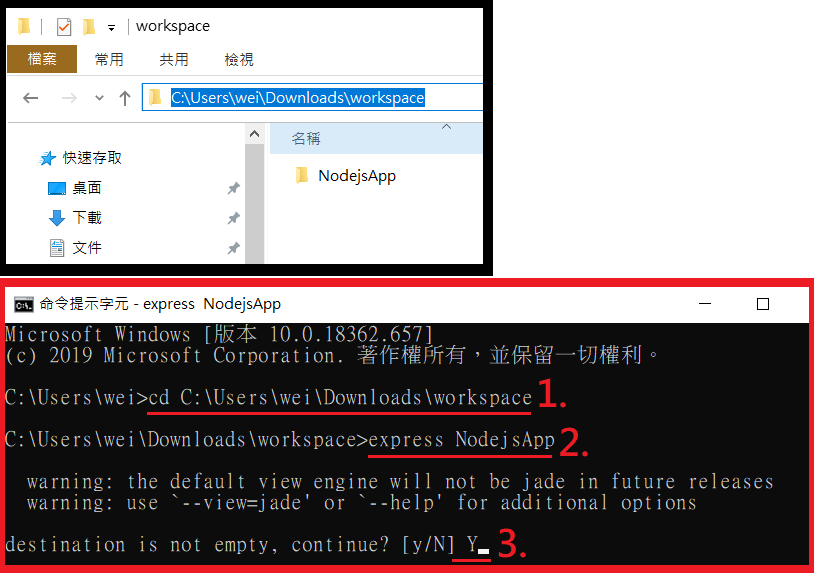 workspace
檔案 常用 共用 檢視
C:\Users\wei\Downloads\workspace
名稱
快速存取
NodejsApp
桌面
下載
文件
命令提示字元 - express NodejsApp
Microsoft Windows [版本 10.0.18362.657]
(c) 2019 Microsoft Corporation. 著作權所有，並保留一切權利。
C:\Users\wei>cd C:\Users\wei\Downloads\workspace 1.
C:\Users\wei\Downloads\workspace>express NodejsApp 2.
warning: the default view engine will not be jade in future releases
warning: use `--view=jade' or `--help' for additional options
destination is not empty, continue? [y/N] Y 3.